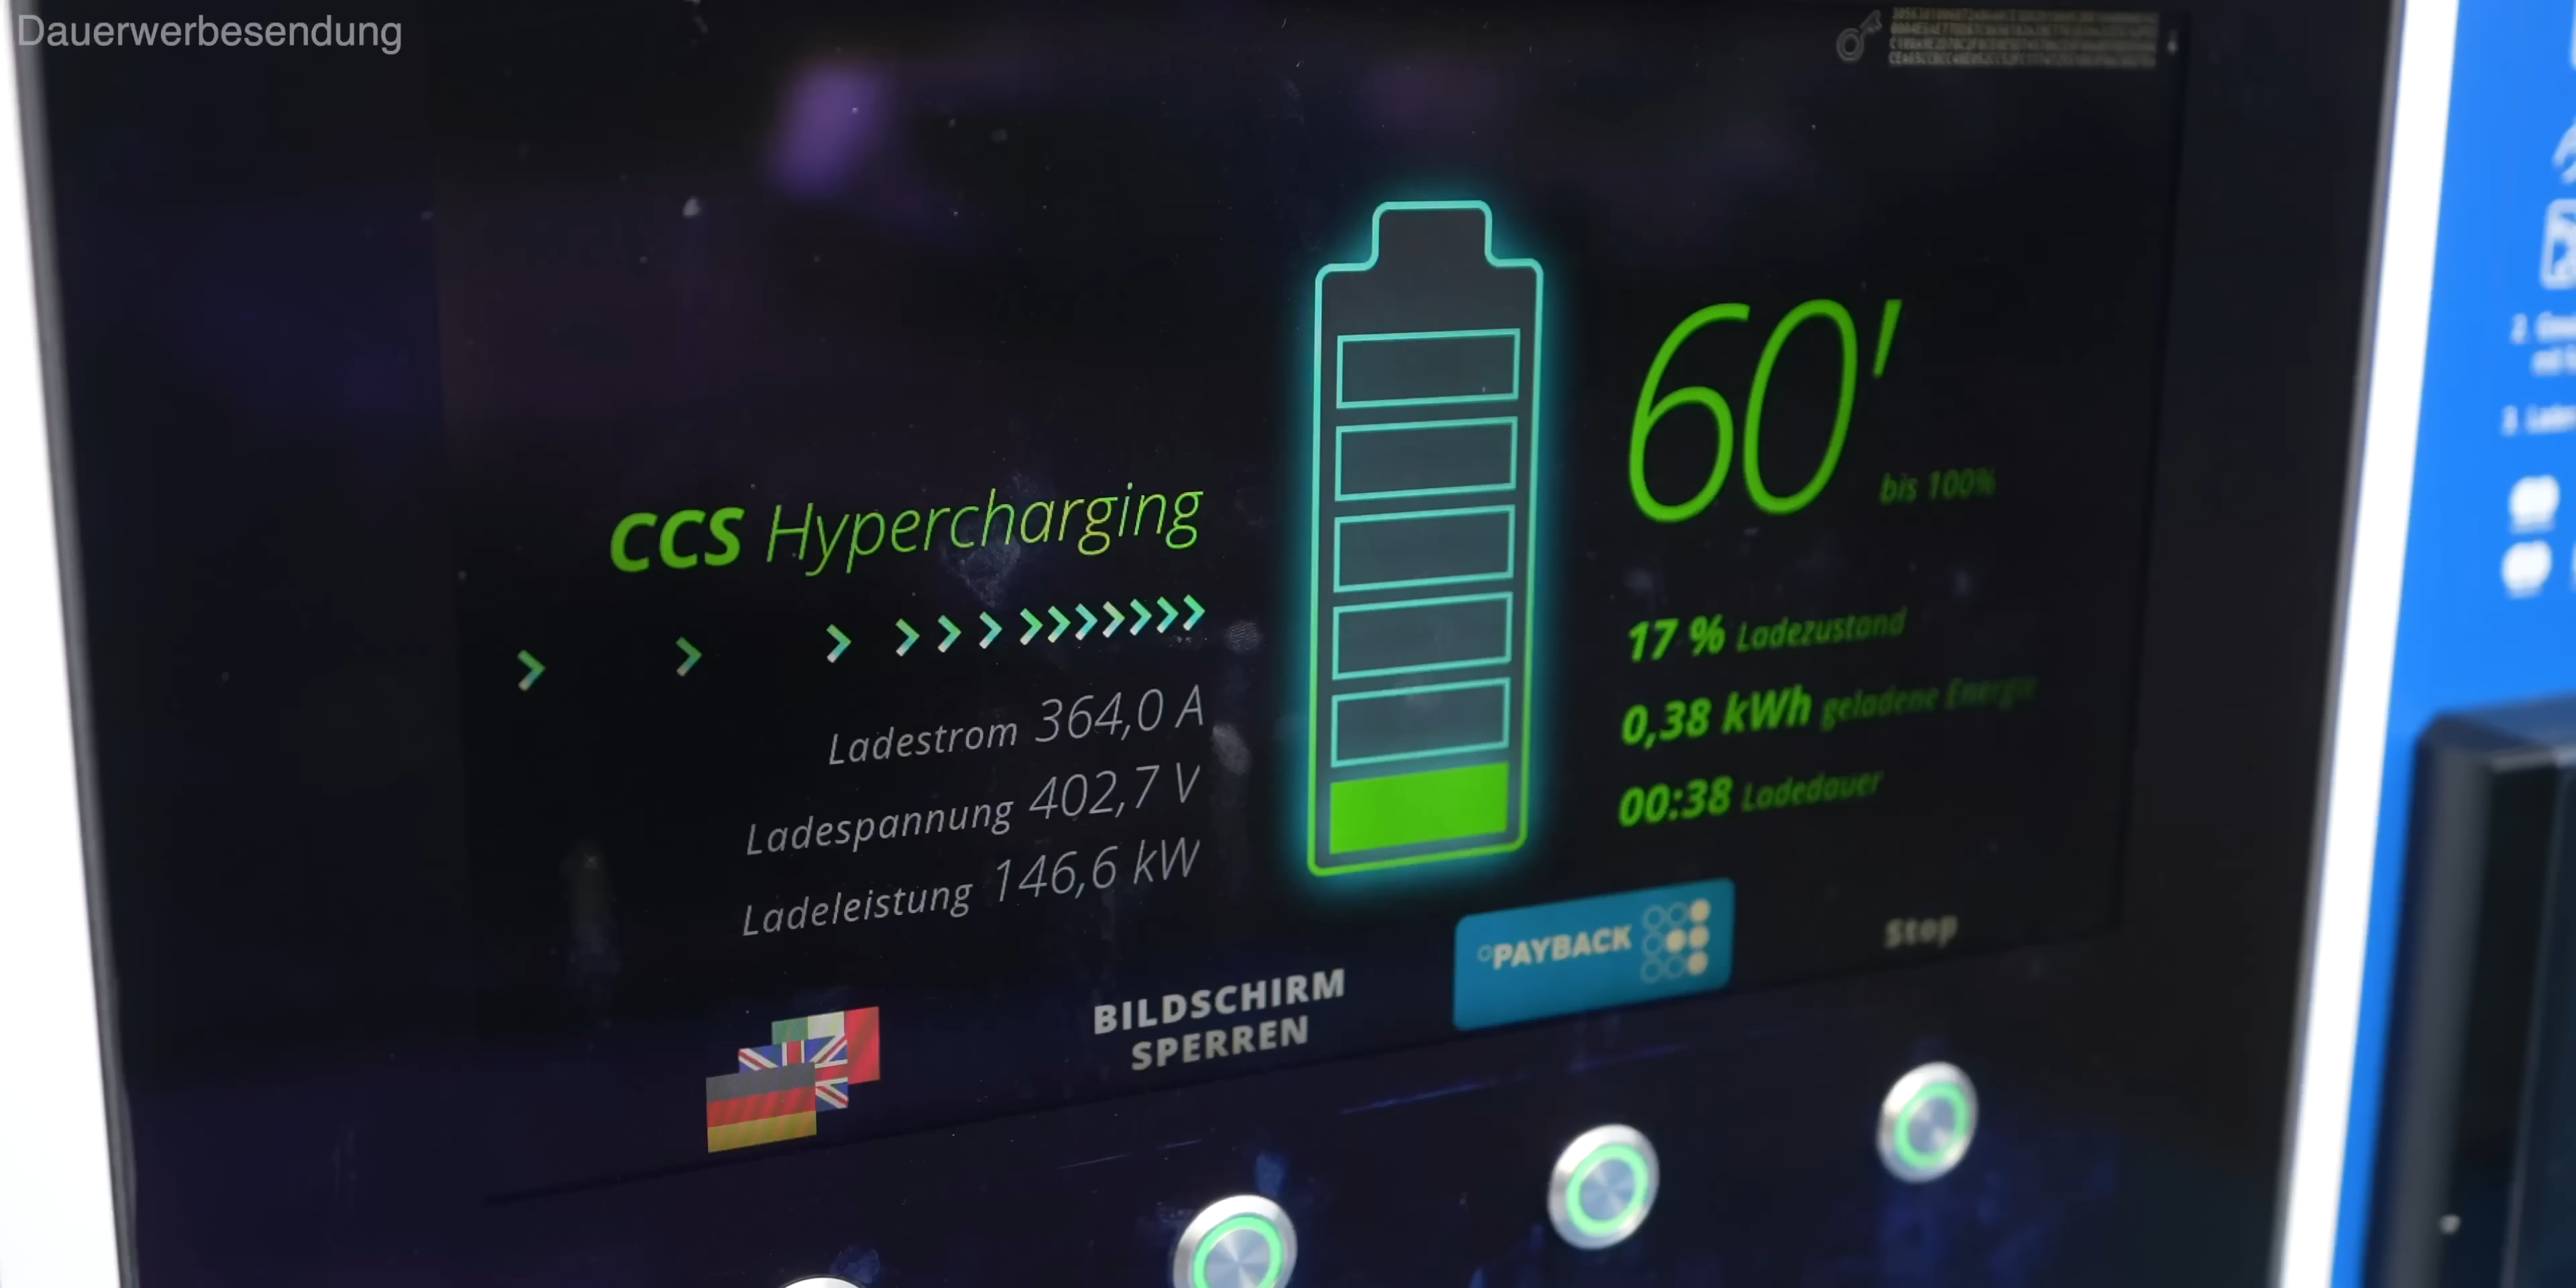 Dauerwerbesendung
CCS Hypercharging
Ladestrom 364,0 A
Ladespannung 402,7 V
Ladeleistung 146,6 kW
60'
bis 100%
17 % Ladezustand
0,38 kWh geladene Energie
00:38 Ladedauer
BILDSCHIRM
SPERREN
PAYBACK
Stop